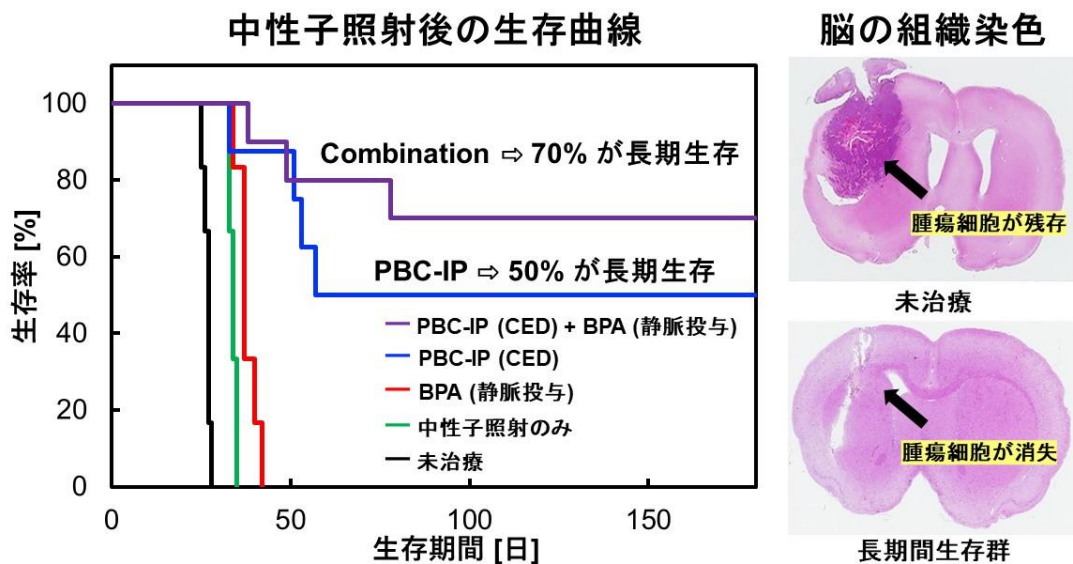 中性子照射後の生存曲線
生存率 [%]
100
80
60
40
20
0
0
50
100
150
生存期間 [日]
Combination ⇨ 70% が長期生存
PBC-IP ⇨ 50% が長期生存
PBC-IP (CED) + BPA (静脈投与)
PBC-IP (CED)
BPA (静脈投与)
中性子照射のみ
未治療
脳の組織染色
腫瘍細胞が残存
未治療
腫瘍細胞が消失
長期間生存群